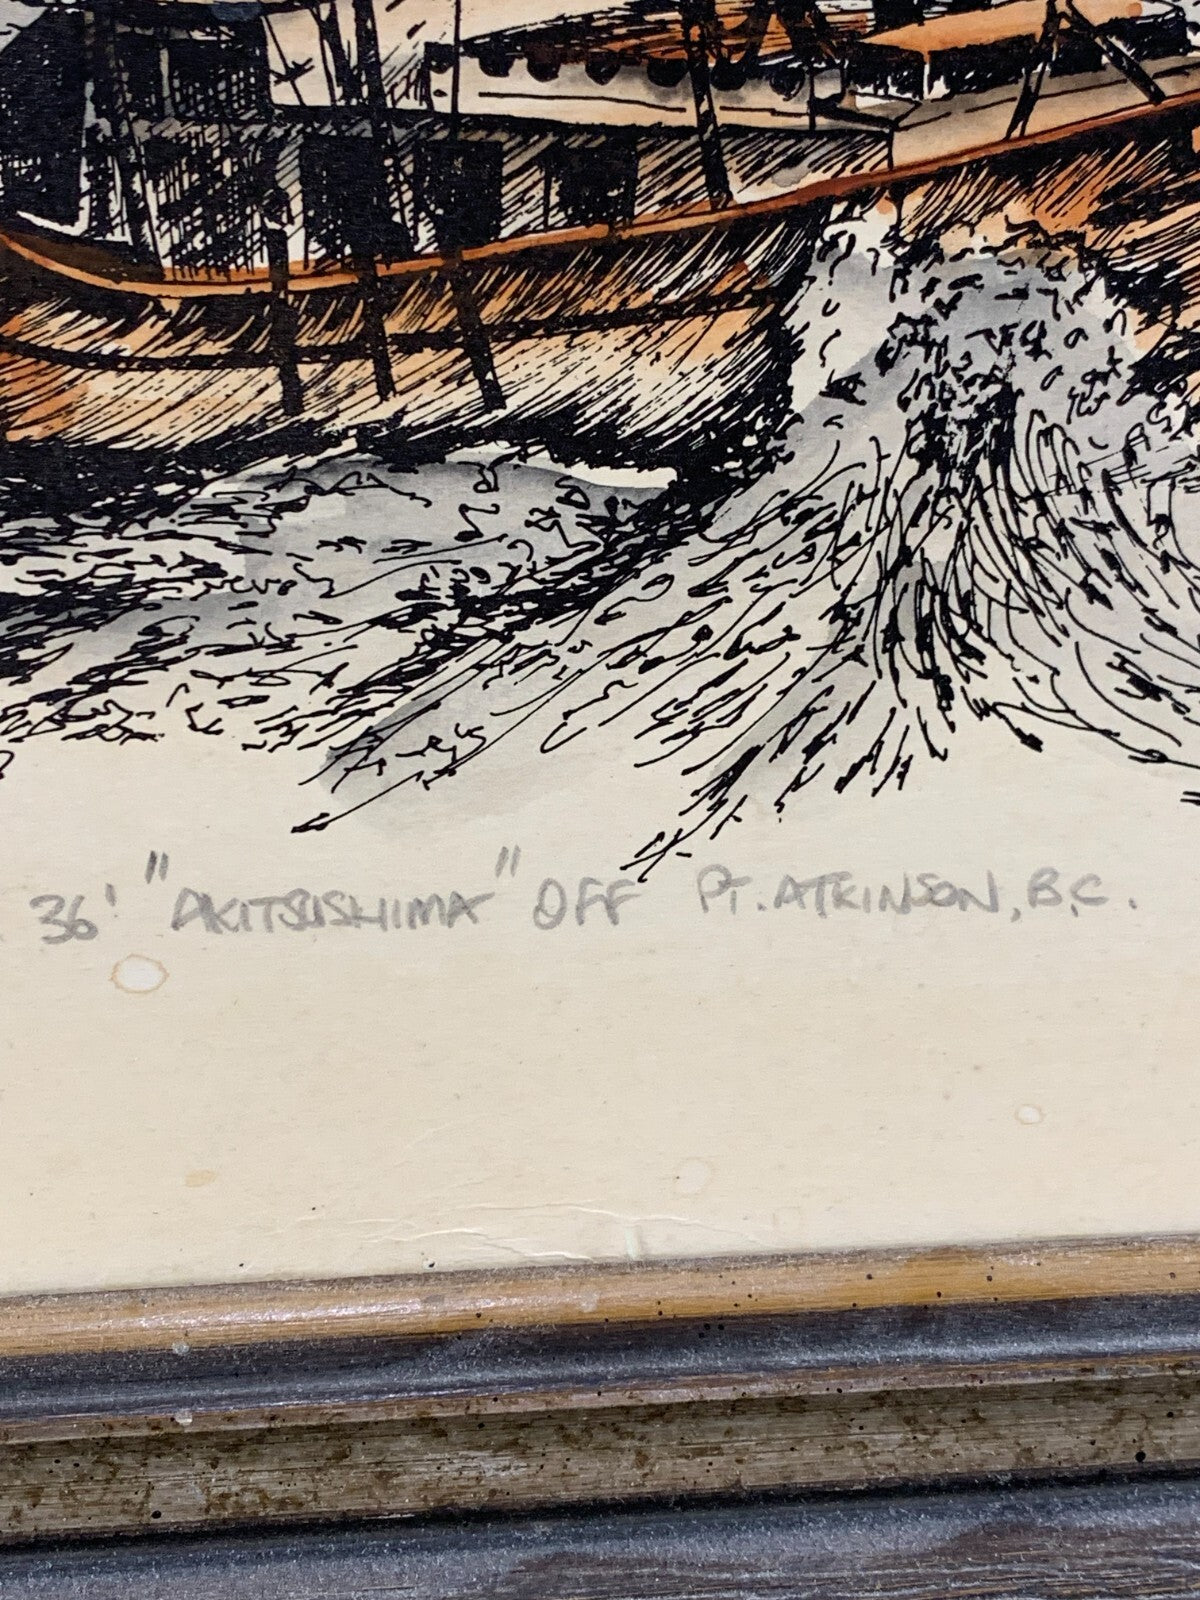 36' "AKITSUSHIMA" OFF PT. ATKINSON, B.C.